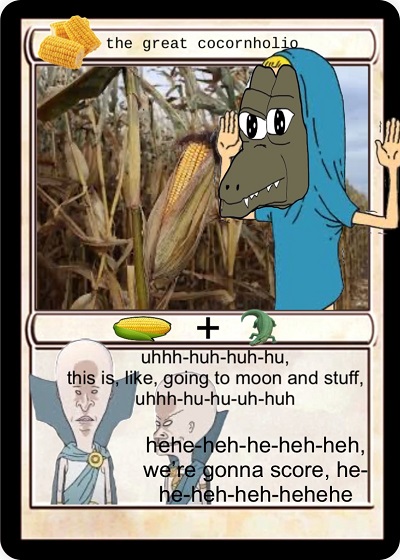 the great cocornholio
+
uhhh-huh-huh-hu,
this is, like, going to moon and stuff,
uhhh-hu-hu-uh-huh
hehe-heh-he-heh-heh,
we're gonna score, he-
he-heh-heh-hehehe